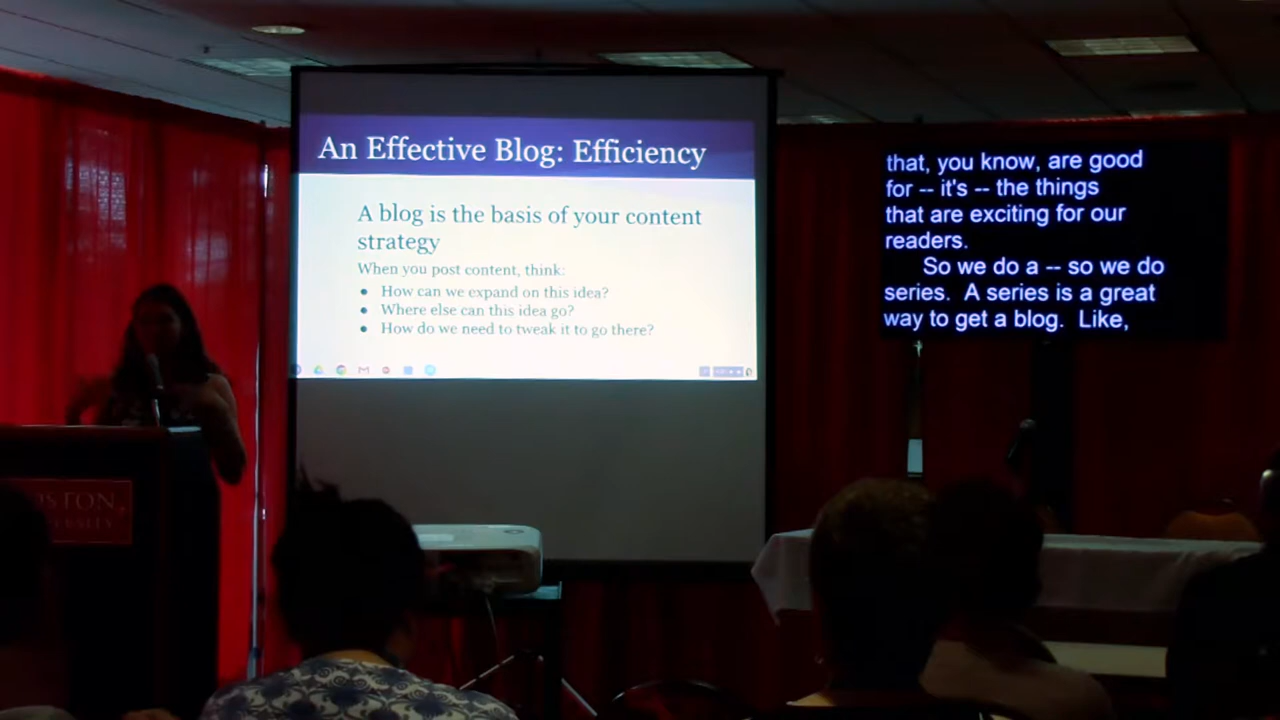 An Effective Blog: Efficiency
A blog is the basis of your content
strategy
When you post content, think:
• How can we expand on this idea?
• Where else can this idea go?
• How do we need to tweak it to go there?
that, you know, are good
for -- it's -- the things
that are exciting for our
readers.
So we do a -- so we do
series. A series is a great
way to get a blog. Like,